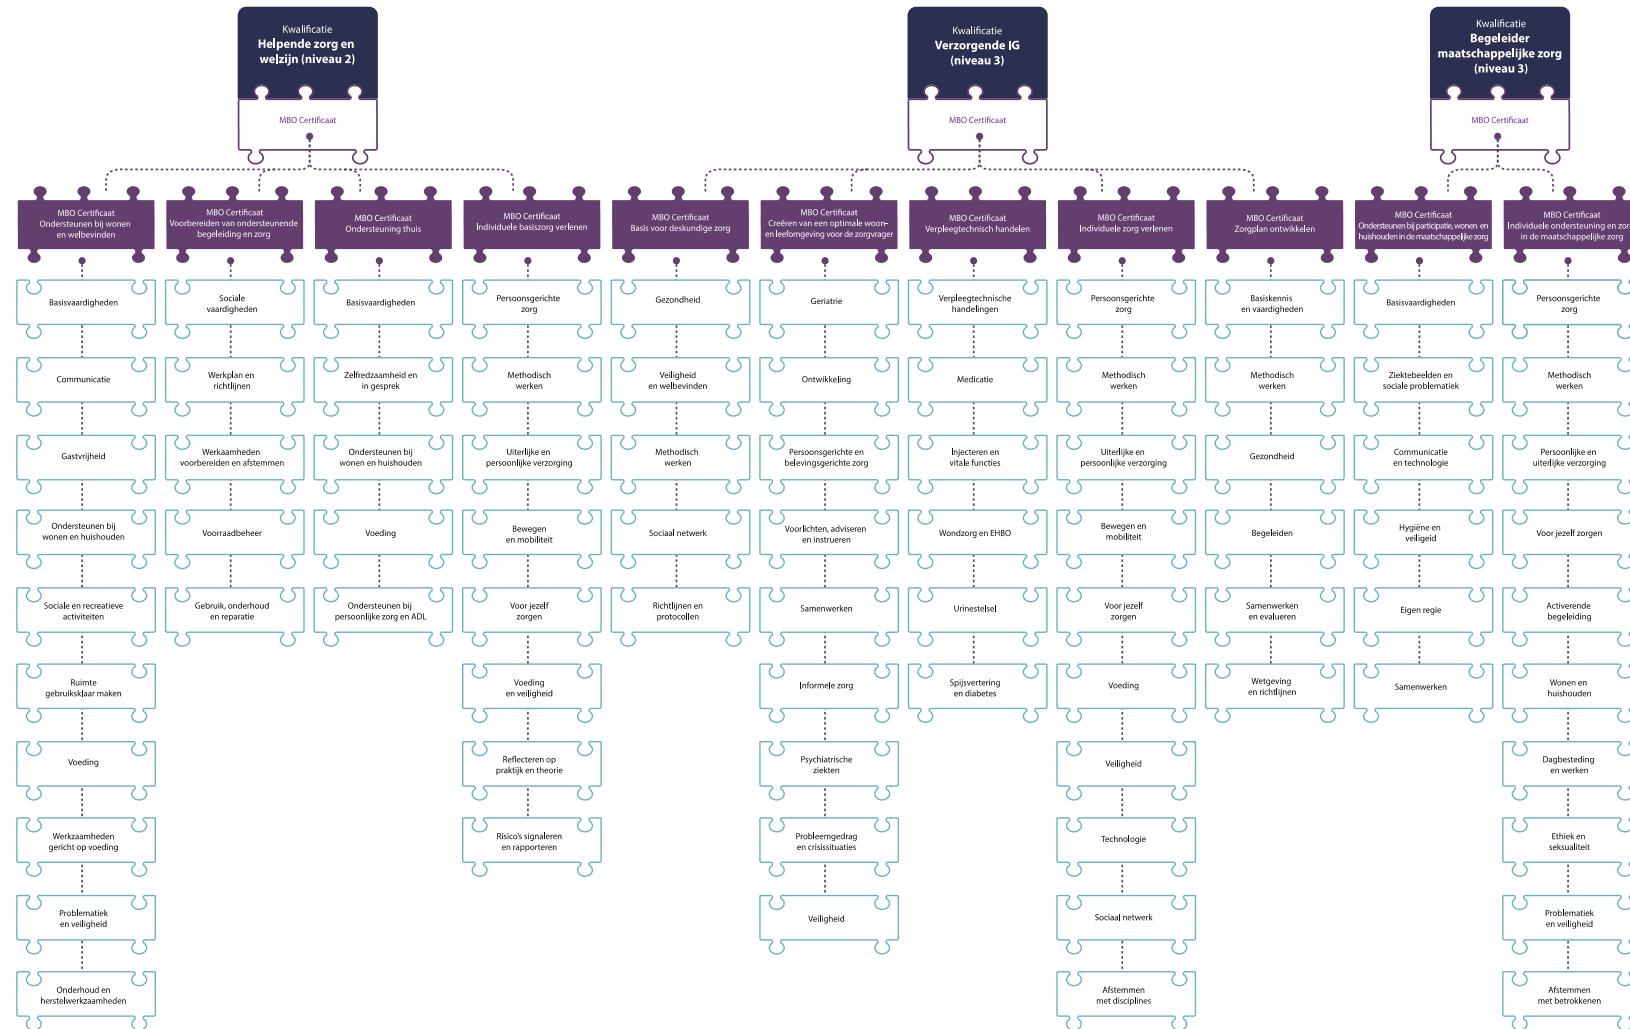 Kwalificatie
Helpende zorg en
welzijn (niveau 2)
MBO Certificaat
Kwalificatie
Verzorgende IG
(niveau 3)
MBO Certificaat
Kwalificatie
Begeleider
maatschappelijke zorg
(niveau 3)
MBO Certificaat
MBO Certificaat
Ondersteunen bij wonen
en welbevinden
Basisvaardigheden
Communicatie
Gastvrijheid
Ondersteunen bij
wonen en huishouden
Sociale en recreatieve
activiteiten
Ruimte
gebruiksklaar maken
Voeding
Werkzaamheden
gericht op voeding
Problematiek
en veiligheid
Onderhoud en
herstelwerkzaamheden
MBO Certificaat
Voorbereiden van ondersteunende
begeleiding en zorg
Sociale
vaardigheden
Werkplan en
richtlijnen
Werkaamheden
voorbereiden en afstemmen
Voorraadbeheer
Gebruik, onderhoud
en reparatie
MBO Certificaat
Ondersteuning thuis
Basisvaardigheden
Zelfredzaamheid en
in gesprek
Ondersteunen bij
wonen en huishouden
Voeding
Ondersteunen bij
persoonlijke zorg en ADL
MBO Certificaat
Individuele basiszorg verlenen
Persoonsgerichte
zorg
Methodisch
werken
Uiterlijke en
persoonlijke verzorging
Bewegen
en mobiliteit
Voor jezelf
zorgen
Voeding
en veiligheid
Reflecteren op
praktijk en theorie
Risico's signaleren
en rapporteren
MBO Certificaat
Basis voor deskundige zorg
Gezondheid
Veiligheid
en welbevinden
Methodisch
werken
Sociaal netwerk
Richtlijnen en
protocollen
MBO Certificaat
Creëren van een optimale woon-
en leefomgeving voor de zorgvrager
Geriatrie
Ontwikkeling
Persoonsgerichte en
belevingsgerichte zorg
Voorlichten, adviseren
en instrueren
Samenwerken
Informele zorg
Psychiatrische
ziekten
Probleemgedrag
en crisissituaties
Veiligheid
MBO Certificaat
Verpleegtechnisch handelen
Verpleegtechnische
handelingen
Medicatie
Injecteren en
vitale functies
Wondzorg en EHBO
Urinestelsel
Spijsvertering
en diabetes
MBO Certificaat
Individuele zorg verlenen
Persoonsgerichte
zorg
Methodisch
werken
Uiterlijke en
persoonlijke verzorging
Bewegen en
mobiliteit
Voor jezelf
zorgen
Voeding
Veiligheid
Technologie
Sociaal netwerk
Afstemmen
met disciplines
MBO Certificaat
Zorgplan ontwikkelen
Basiskennis
en vaardigheden
Methodisch
werken
Gezondheid
Begeleiden
Samenwerken
en evalueren
Wetgeving
en richtlijnen
MBO Certificaat
Ondersteunen bij participatie, wonen en
huishouden in de maatschappelijke zorg
Basisvaardigheden
Ziektebeelden en
sociale problematiek
Communicatie
en technologie
Hygiëne en
veiligeid
Eigen regie
Samenwerken
MBO Certificaat
Individuele ondersteuning en zorg
in de maatschappelijke zorg
Persoonsgerichte
zorg
Methodisch
werken
Persoonlijke en
uiterlijke verzorging
Voor jezelf zorgen
Activerende
begeleiding
Wonen en
huishouden
Dagbesteding
en werken
Ethiek en
seksualiteit
Problematiek
en veiligheid
Afstemmen
met betrokkenen